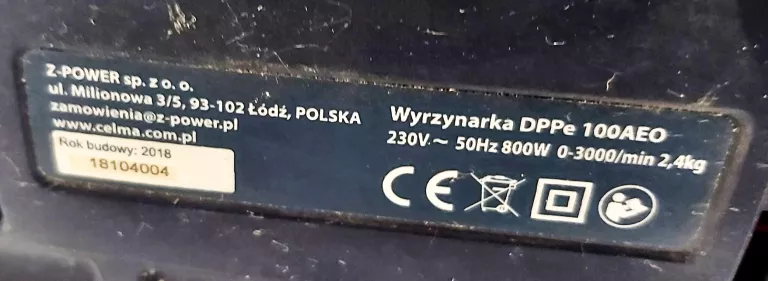 Z-POWER sp. z o. o.
ul. Milionowa 3/5, 93-102 Łódź, POLSKA
zamowienia@z-power.pl
www.celma.com.pl
Rok budowy: 2018
18104004
Wyrzynarka DPPe 100AEO
230V ~ 50Hz 800W 0-3000/min 2,4kg
CE